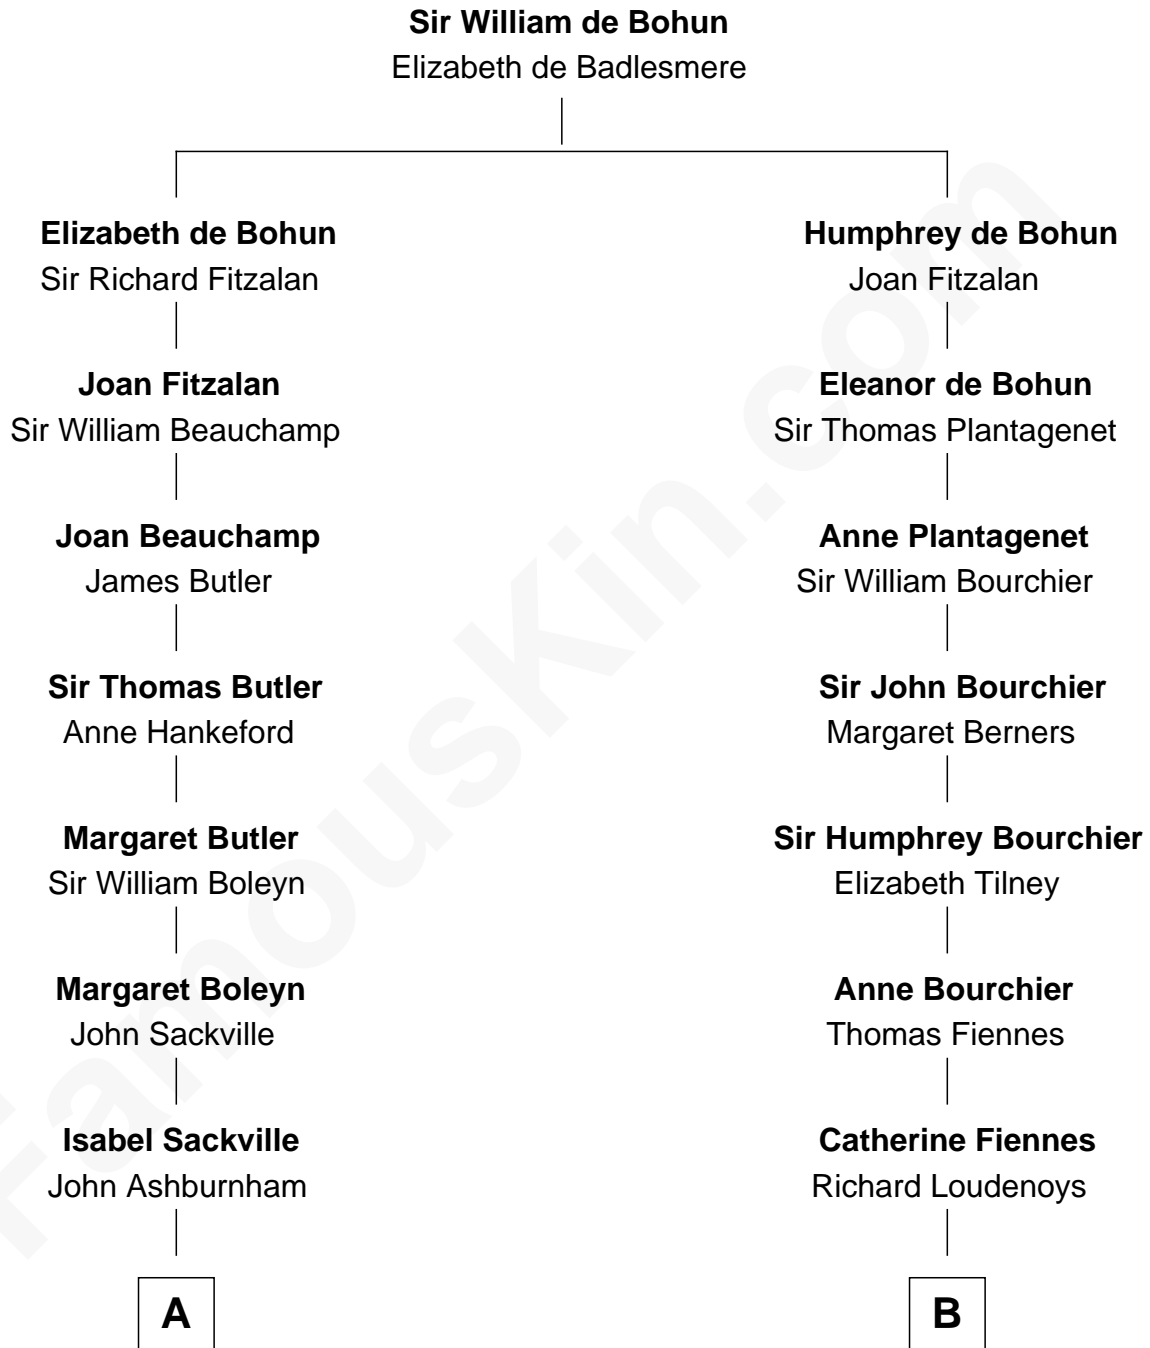 Sir William de Bohun
Elizabeth de Badlesmere
Elizabeth de Bohun
Sir Richard Fitzalan
Humphrey de Bohun
Joan Fitzalan
Joan Fitzalan
Sir William Beauchamp
Eleanor de Bohun
Sir Thomas Plantagenet
Joan Beauchamp
James Butler
Anne Plantagenet
Sir William Bourchier
Sir Thomas Butler
Anne Hankeford
Sir John Bourchier
Margaret Berners
Margaret Butler
Sir William Boleyn
Sir Humphrey Bourchier
Elizabeth Tilney
Margaret Boleyn
John Sackville
Anne Bourchier
Thomas Fiennes
Isabel Sackville
John Ashburnham
Catherine Fiennes
Richard Loudenoys
A
B
FamousKin.com